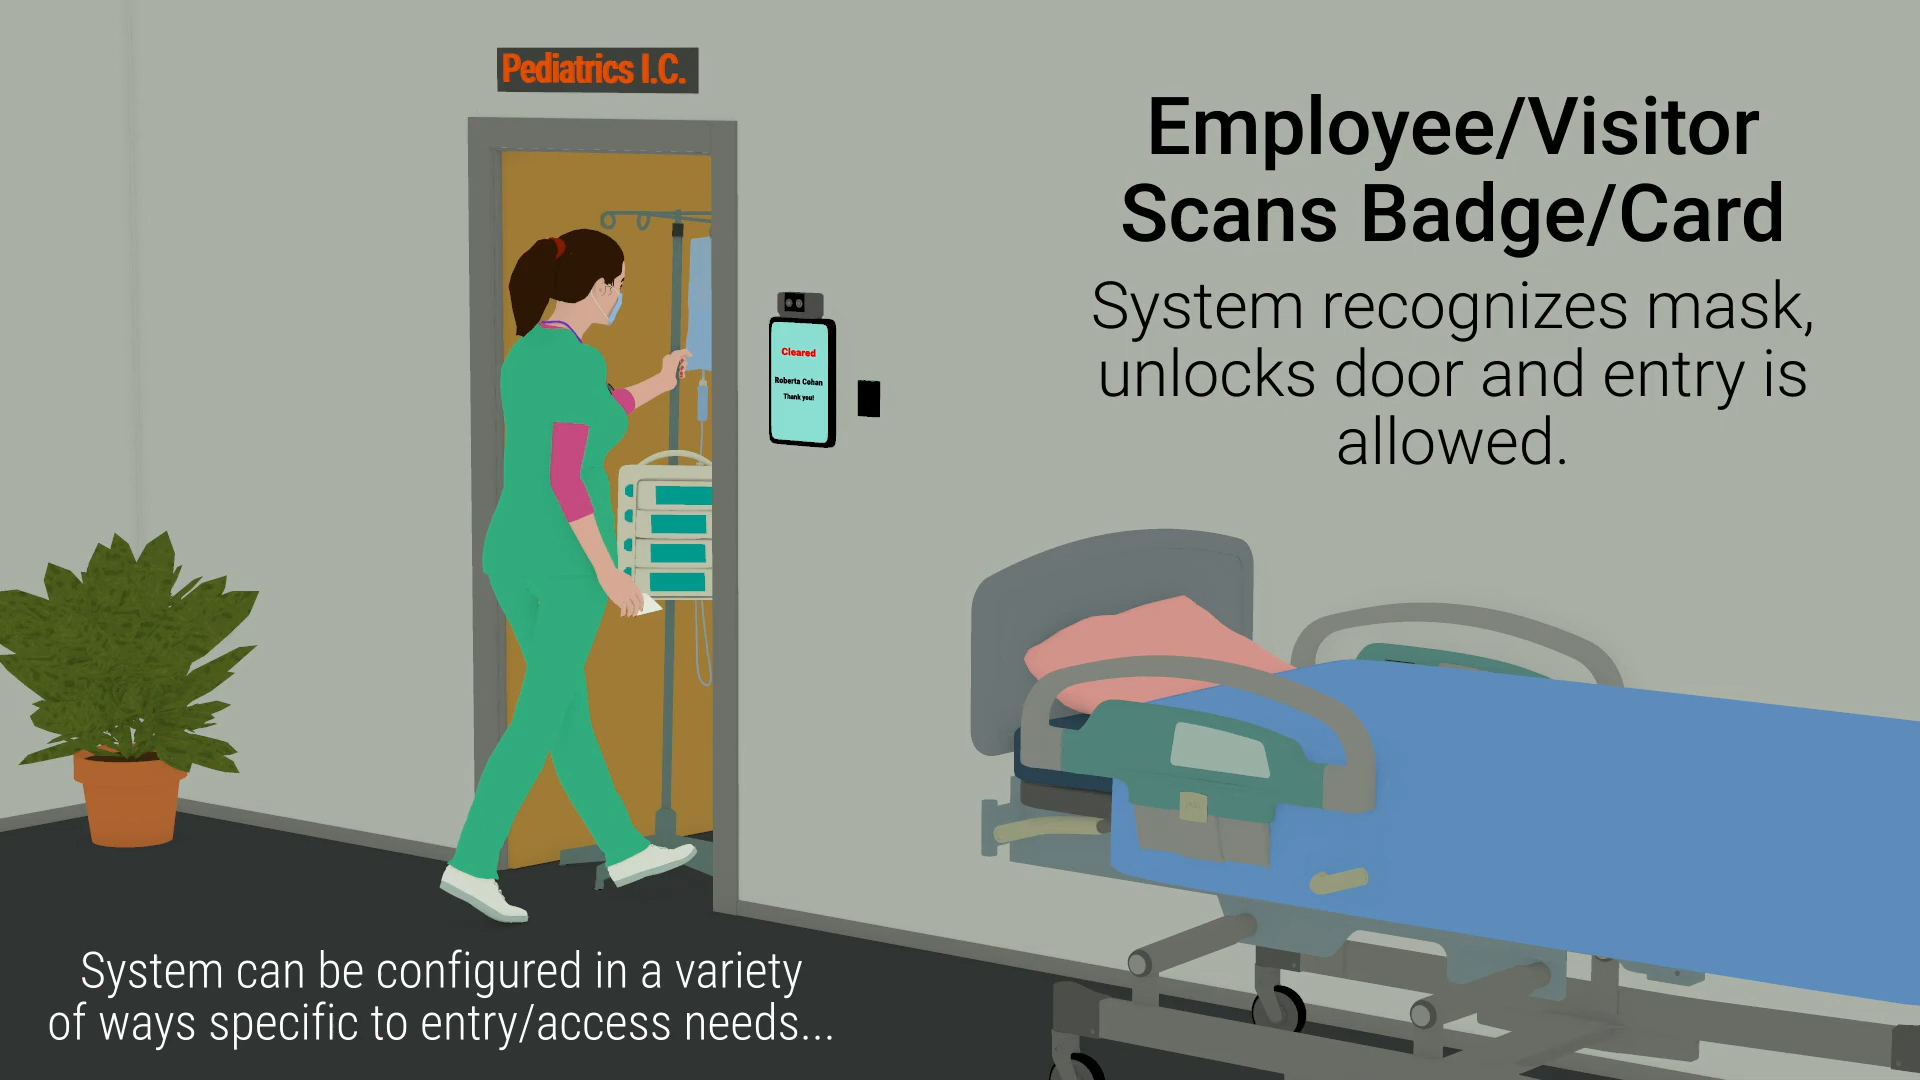 Pediatrics I.C.
Employee/Visitor
Scans Badge/Card
System recognizes mask,
unlocks door and entry is
allowed.
Cleared
Roberta Cohan
Thank you!
System can be configured in a variety
of ways specific to entry/access needs...